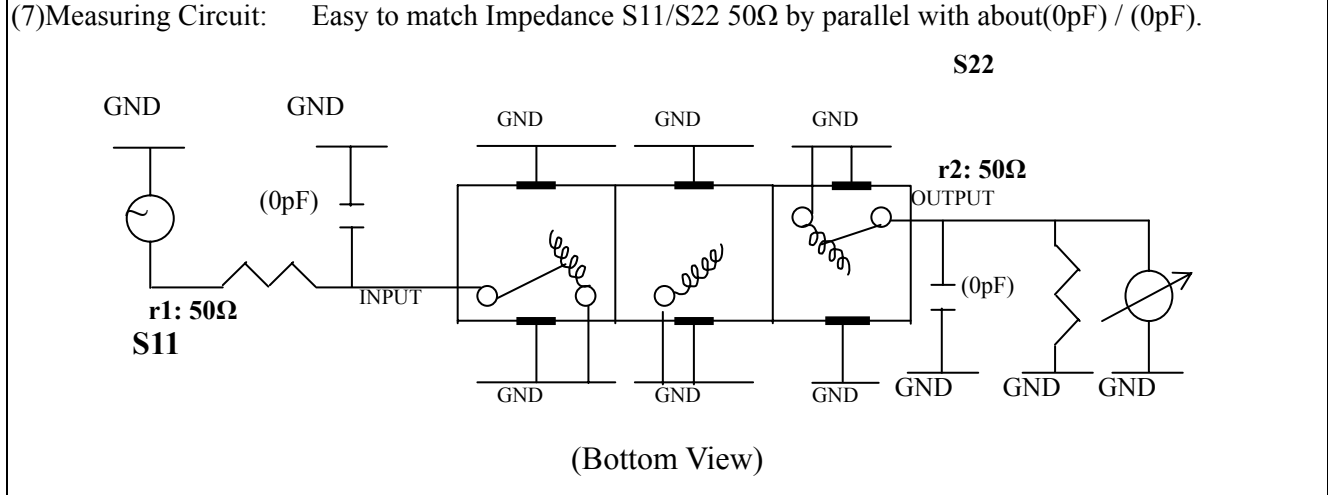 (7)Measuring Circuit: Easy to match Impedance S11/S22 50Ω by parallel with about(0pF) / (0pF).
S22
GND GND GND GND GND
r2: 50Ω
(0pF) OUTPUT
(0pF)
INPUT
r1: 50Ω
S11
GND GND GND GND GND GND
(Bottom View)